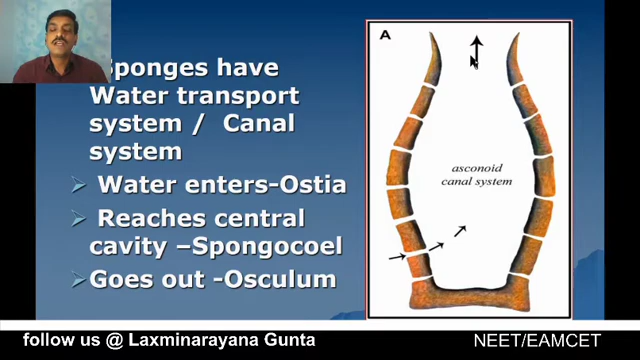 Sponges have
Water transport
system / Canal
system
Water enters-Ostia
Reaches central
cavity –Spongocoel
Goes out -Osculum
A
asconoid
canal system
follow us @ Laxminarayana Gunta
NEET/EAMCET